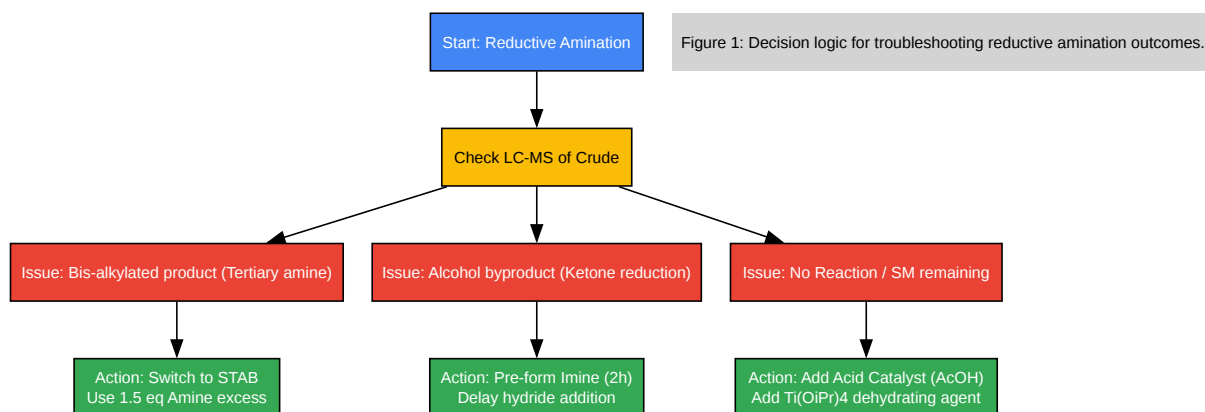 Start: Reductive Amination
Figure 1: Decision logic for troubleshooting reductive amination outcomes.
Check LC-MS of Crude
Issue: Bis-alkylated product (Tertiary amine)
Issue: Alcohol byproduct (Ketone reduction)
Issue: No Reaction / SM remaining
Action: Switch to STAB
Use 1.5 eq Amine excess
Action: Pre-form Imine (2h)
Delay hydride addition
Action: Add Acid Catalyst (AcOH)
Add Ti(OiPr)4 dehydrating agent